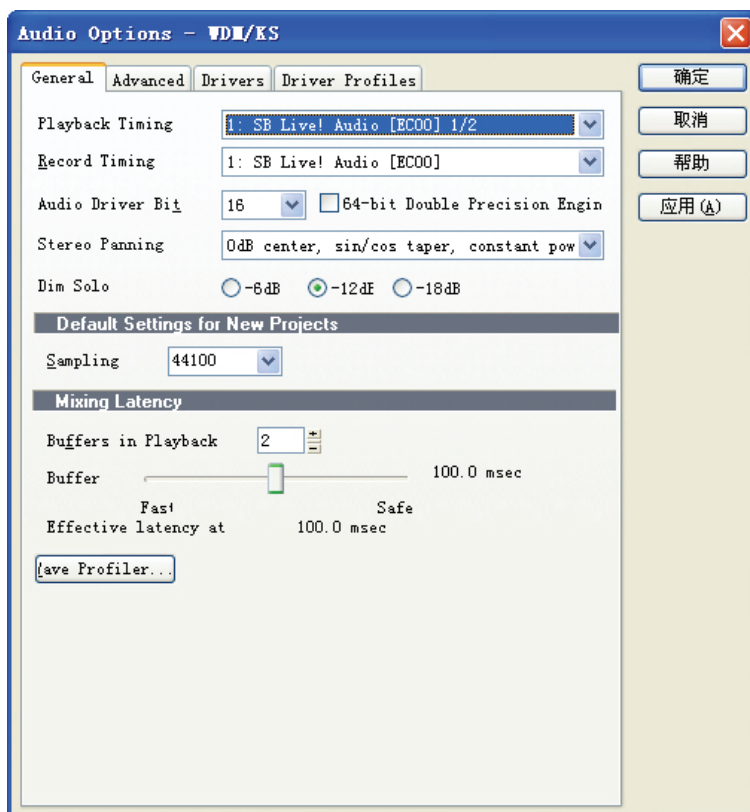 Audio Options - WDM/KS
General Advanced Drivers Driver Profiles
Playback Timing 1: SB Live! Audio [EC00] 1/2
Record Timing 1: SB Live! Audio [EC00]
Audio Driver Bit 16 64-bit Double Precision Engin
Stereo Panning 0dB center, sin/cos taper, constant pow
Dim Solo -6dB -12dE -18dB
Default Settings for New Projects
Sampling 44100
Mixing Latency
Buffers in Playback 2
Buffer 100.0 msec
Fast Safe
Effective latency at 100.0 msec
(ave Profiler...
确定
取消
帮助
应用(A)